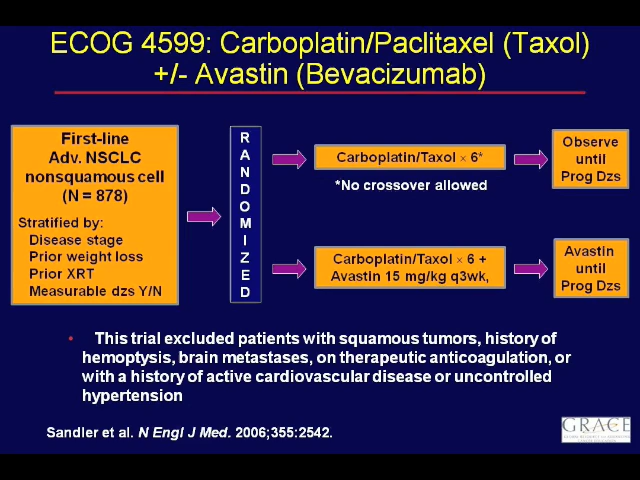 ECOG 4599: Carboplatin/Paclitaxel (Taxol)
+/- Avastin (Bevacizumab)
First-line
Adv. NSCLC
nonsquamous cell
(N = 878)
Stratified by:
Disease stage
Prior weight loss
Prior XRT
Measurable dzs Y/N
RANDOMIZED
Carboplatin/Taxol × 6*
*No crossover allowed
Observe
until
Prog Dzs
Carboplatin/Taxol × 6 +
Avastin 15 mg/kg q3wk,
Avastin
until
Prog Dzs
• This trial excluded patients with squamous tumors, history of
hemoptysis, brain metastases, on therapeutic anticoagulation, or
with a history of active cardiovascular disease or uncontrolled
hypertension
Sandler et al. N Engl J Med. 2006;355:2542.
GRACE